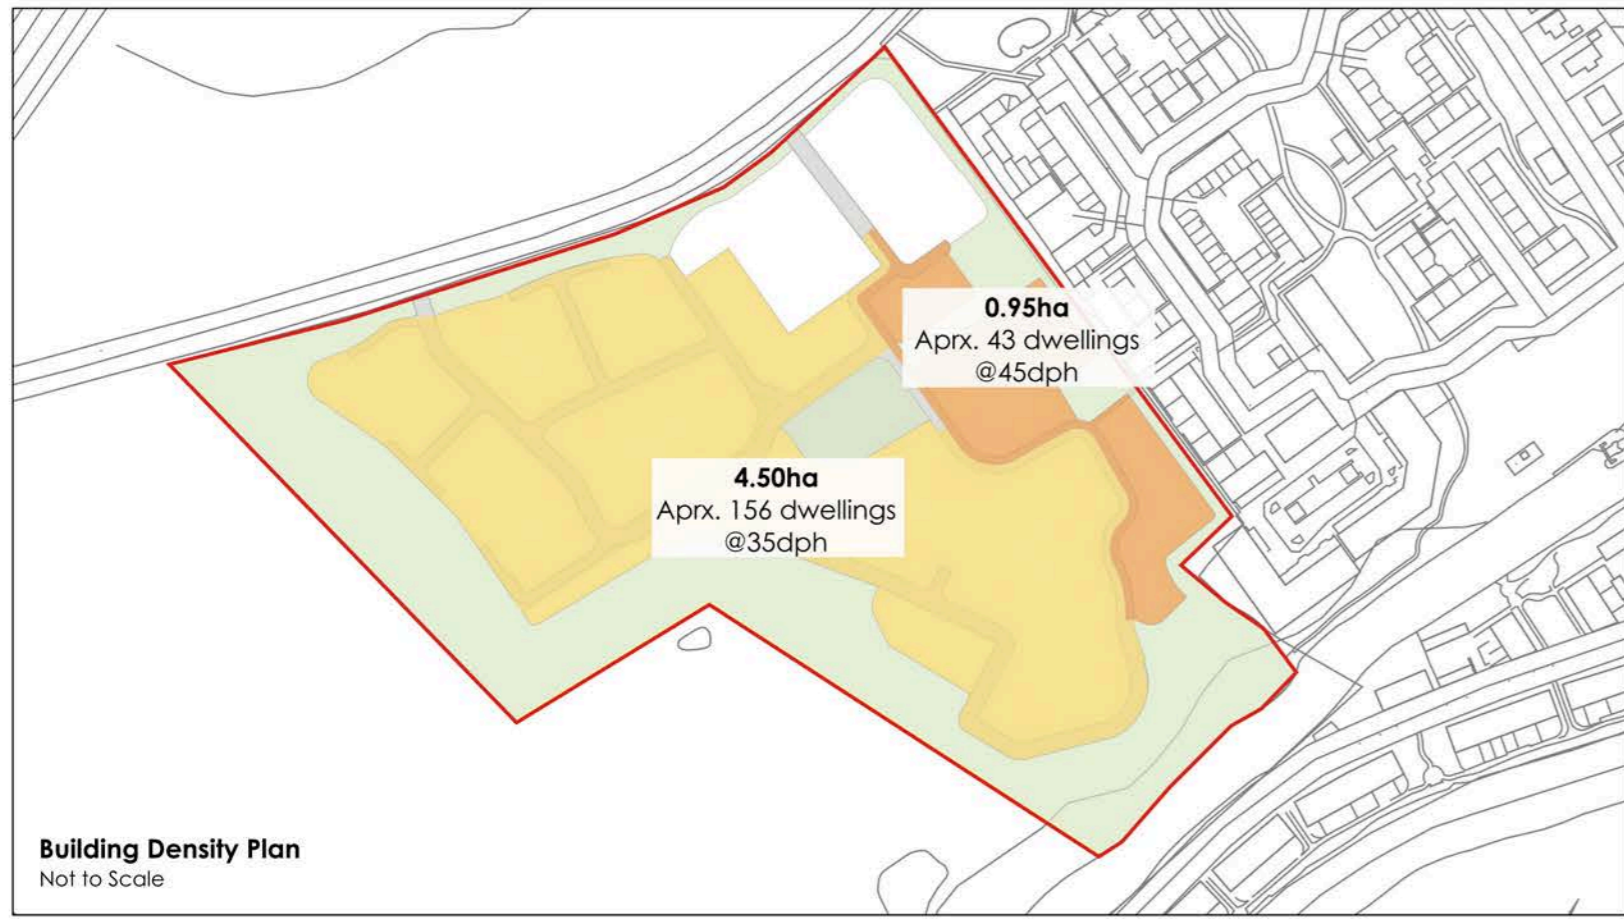 0.95ha
Aprx. 43 dwellings
@45dph
4.50ha
Aprx. 156 dwellings
@35dph
Building Density Plan
Not to Scale